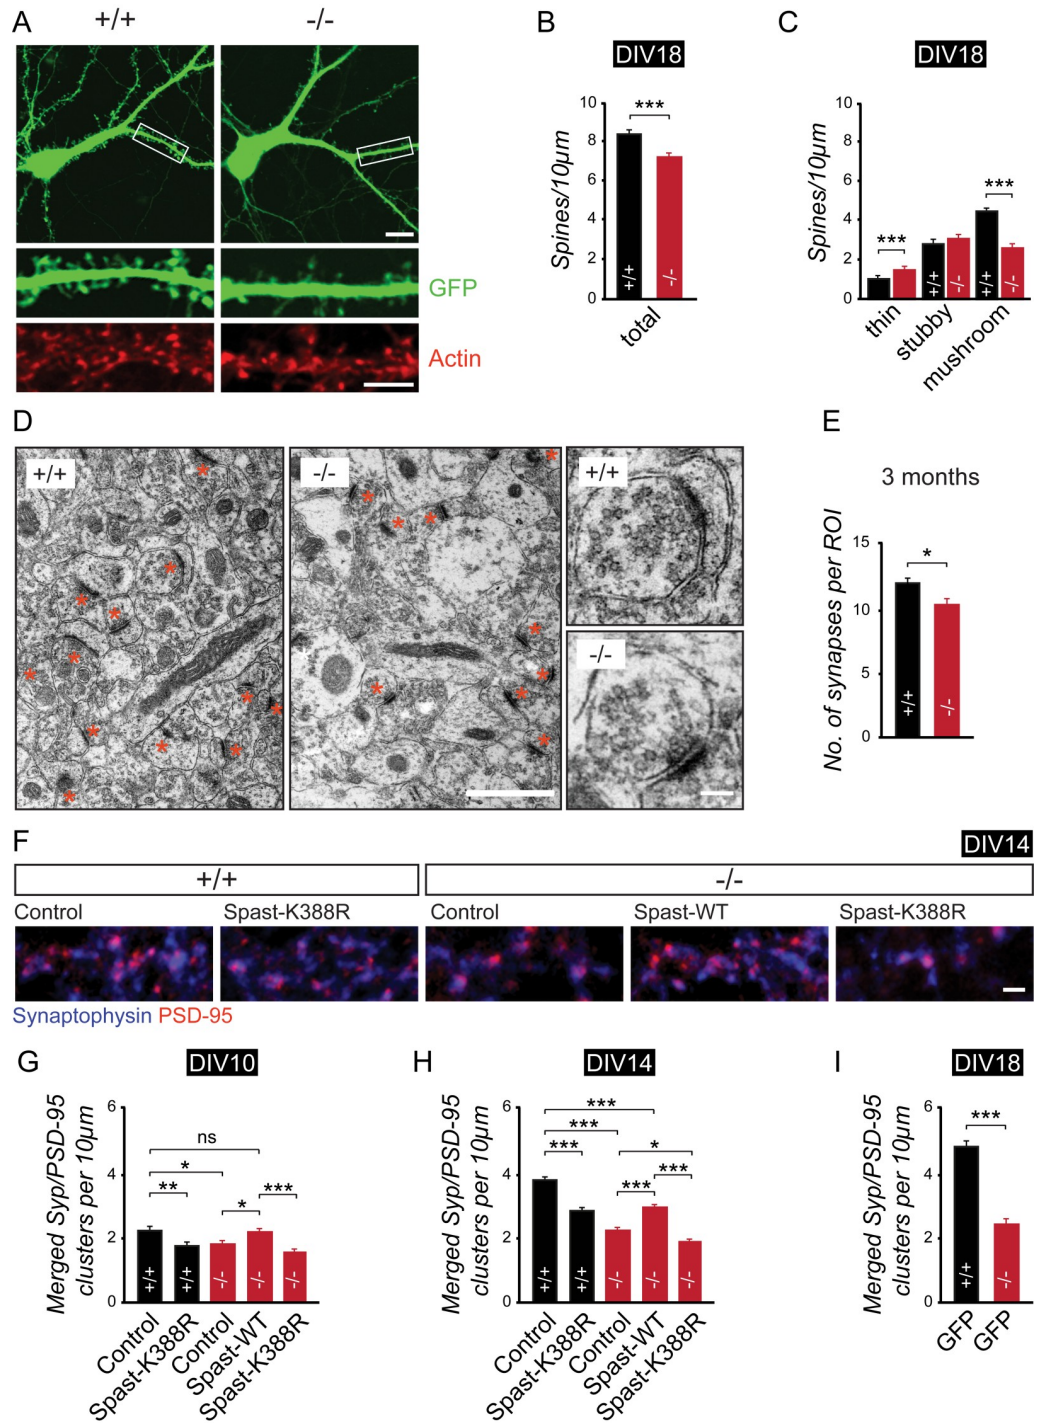 A
+/+
-/-
GFP
Actin
B
DIV18
Spines/10µm
10
8
6
4
2
0
***
+/+
-/-
total
C
DIV18
Spines/10µm
10
8
6
4
2
0
***
***
+/+
-/-
+/+
-/-
thin
stubby
mushroom
D
+/+
-/-
+/+
-/-
E
3 months
No. of synapses per ROI
15
10
5
0
*
+/+
-/-
F
DIV14
+/+
-/-
Control
Spast-K388R
Control
Spast-WT
Spast-K388R
Synaptophysin PSD-95
G
DIV10
Merged Syp/PSD-95
clusters per 10µm
6
4
2
0
ns
*
**
***
*
+/+
+/+
-/-
-/-
-/-
Control
Spast-K388R
Control
Spast-WT
Spast-K388R
H
DIV14
Merged Syp/PSD-95
clusters per 10µm
6
4
2
0
***
***
***
*
***
***
+/+
+/+
-/-
-/-
-/-
Control
Spast-K388R
Control
Spast-WT
Spast-K388R
I
DIV18
Merged Syp/PSD-95
clusters per 10µm
6
4
2
0
***
+/+
-/-
GFP
GFP